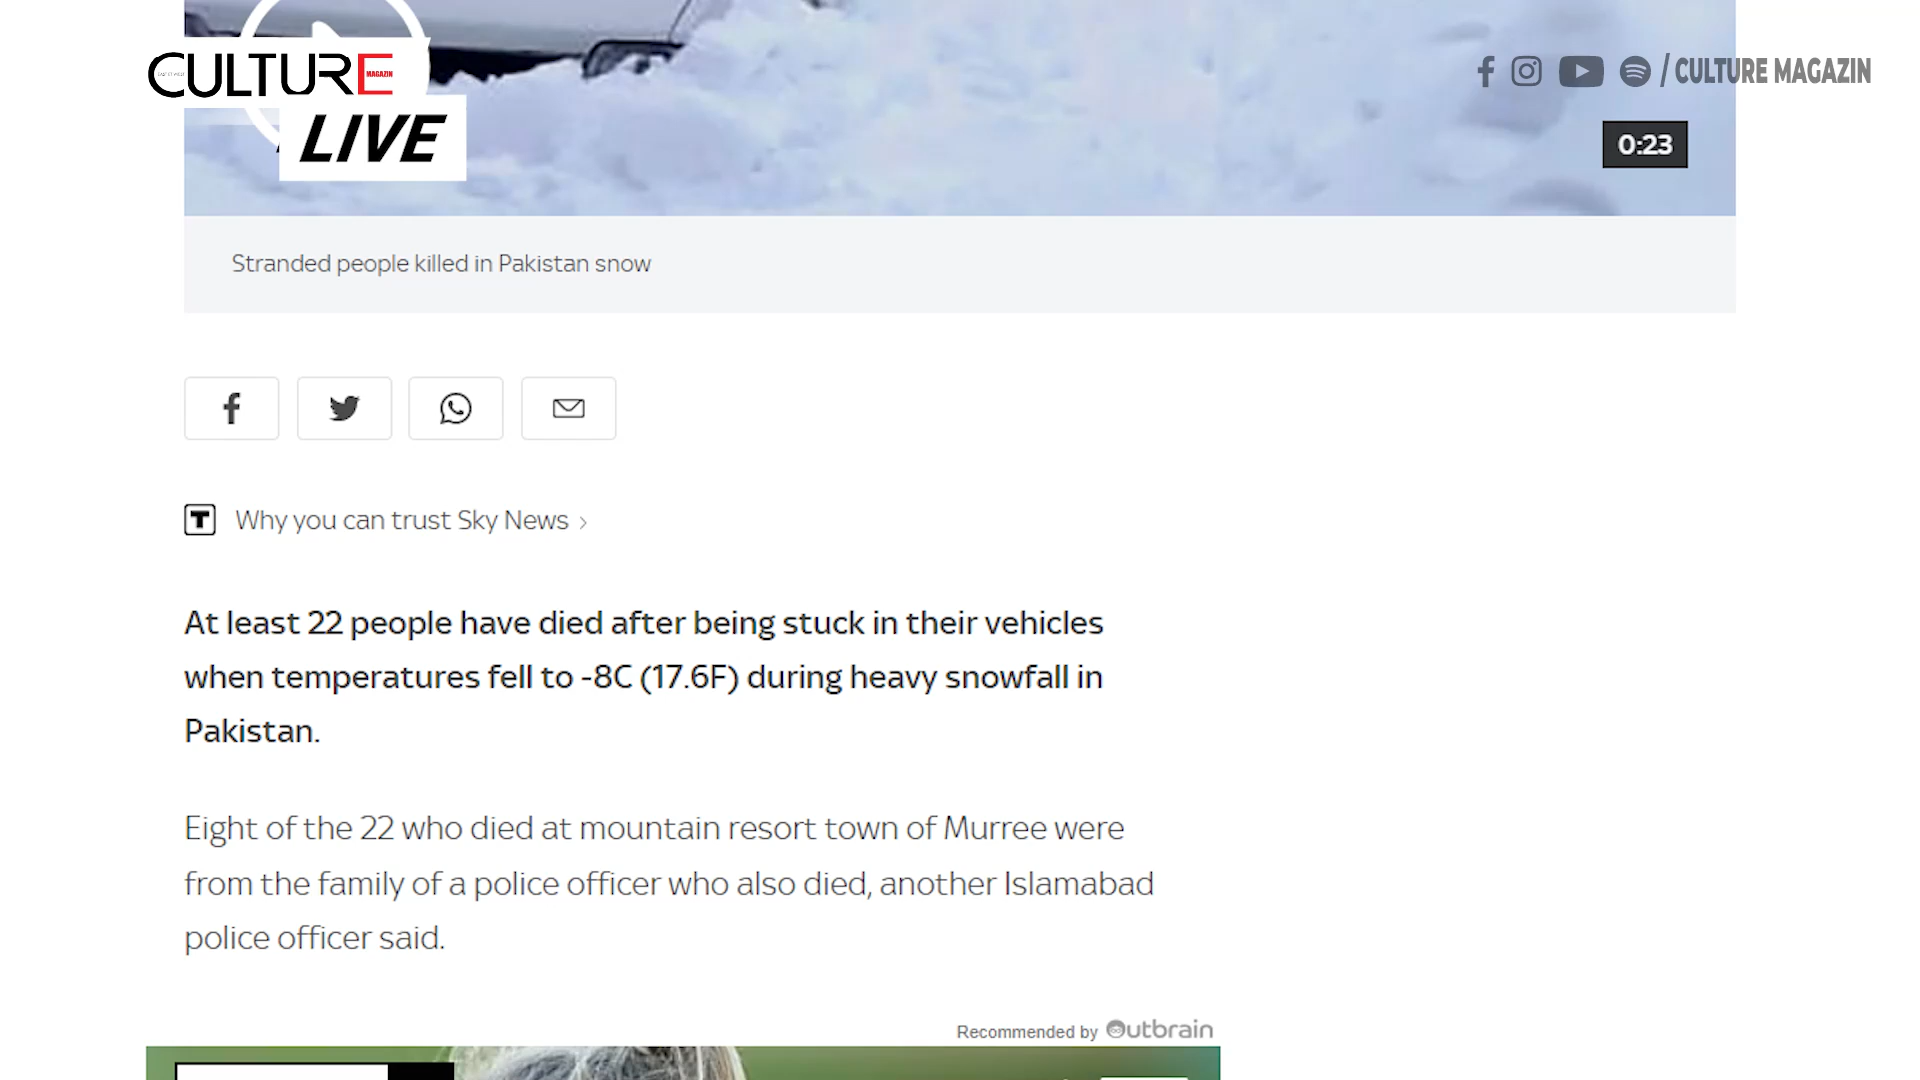 CULTURE MAGAZIN
LIVE
/ CULTURE MAGAZIN
0:23
Stranded people killed in Pakistan snow
Why you can trust Sky News
At least 22 people have died after being stuck in their vehicles
when temperatures fell to -8C (17.6F) during heavy snowfall in
Pakistan.
Eight of the 22 who died at mountain resort town of Murree were
from the family of a police officer who also died, another Islamabad
police officer said.
Recommended by Outbrain